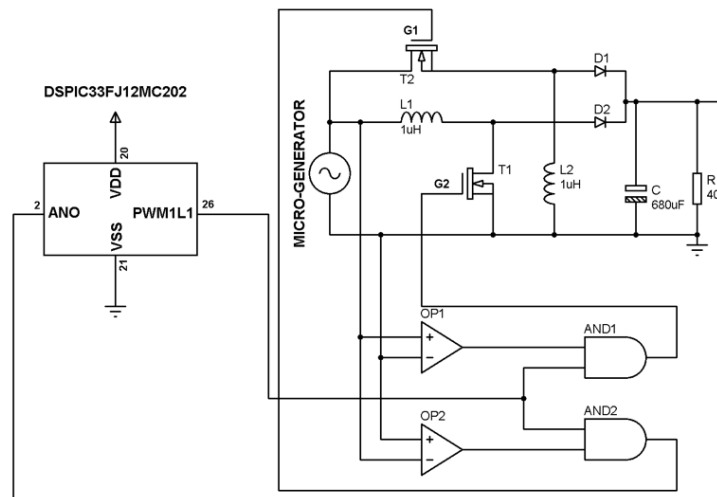 G1
T2
D1
DSPIC33FJ12MC202
L1
1uH
D2
20
VDD
2
ANO
PWM1L1
26
VSS
21
MICRO-GENERATOR
G2
T1
L2
1uH
C
680uF
R
40
OP1
+
−
AND1
OP2
+
−
AND2